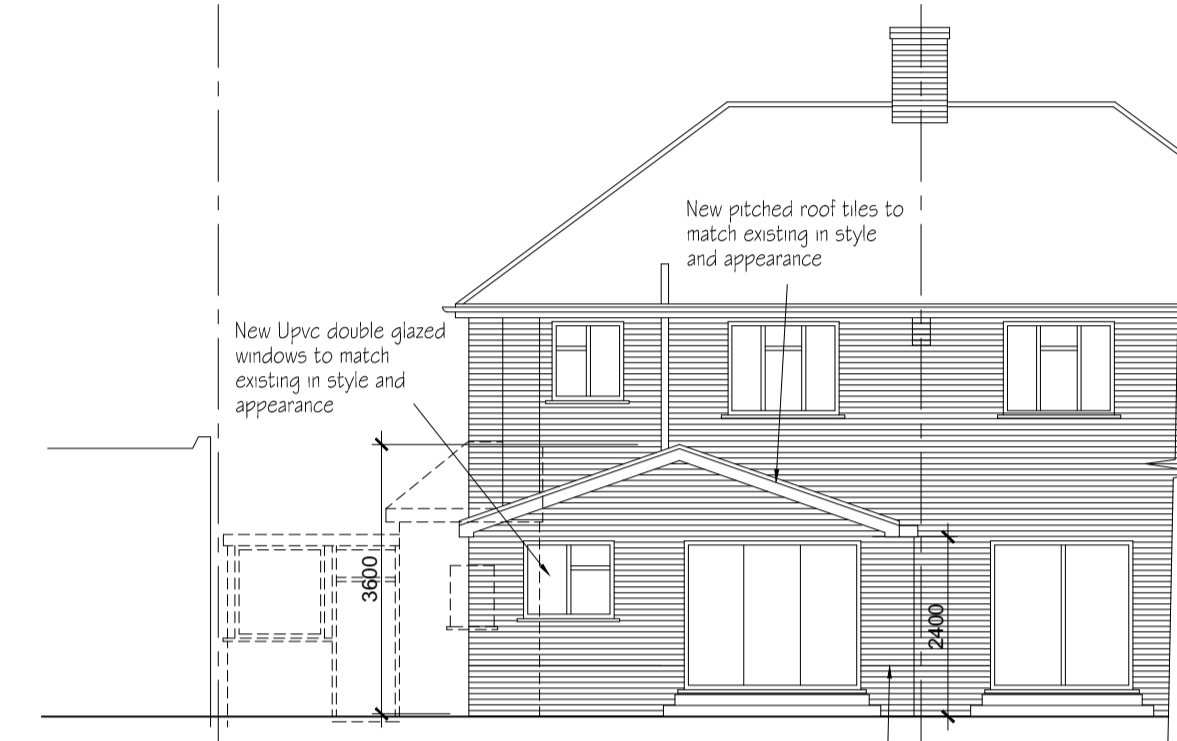 New pitched roof tiles to
match existing in style
and appearance
New Upvc double glazed
windows to match
existing in style and
appearance
3600
2400